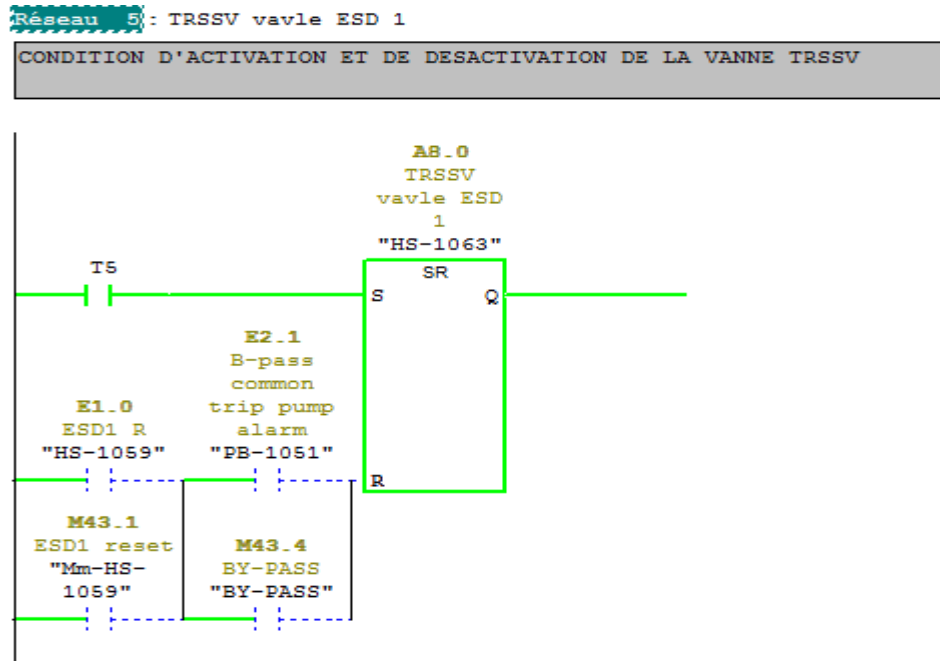 Réseau 5 : TRSSV vavle ESD 1
CONDITION D'ACTIVATION ET DE DESACTIVATION DE LA VANNE TRSSV
A8.0
TRSSV
vavle ESD
1
"HS-1063"
T5
SR
S
Q
E2.1
B-pass
common
trip pump
alarm
"PB-1051"
E1.0
ESD1 R
"HS-1059"
R
M43.1
ESD1 reset
"Mm-HS-
1059"
M43.4
BY-PASS
"BY-PASS"